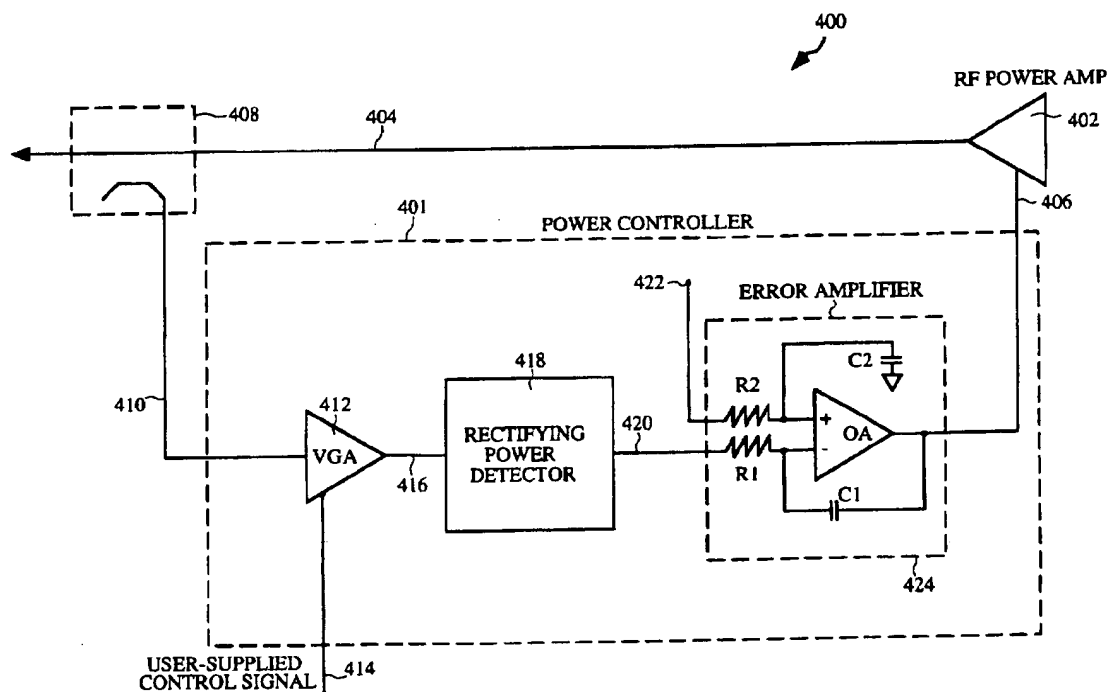 400
RF POWER AMP
408
404
402
406
401
POWER CONTROLLER
422
ERROR AMPLIFIER
C2
418
R2
410
412
+
OA
VGA
RECTIFYING
POWER
DETECTOR
420
-
416
R1
C1
424
USER-SUPPLIED
CONTROL SIGNAL
414